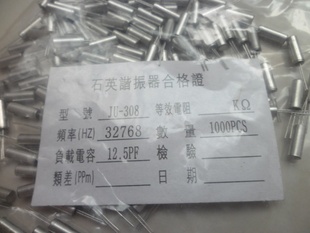 石英諧振器合格證
型號 JU-308 等效電阻 KΩ
頻率(HZ) 32768 數量 1000PCS
負載電容 12.5PF 檢驗
類差(PPm) 日期